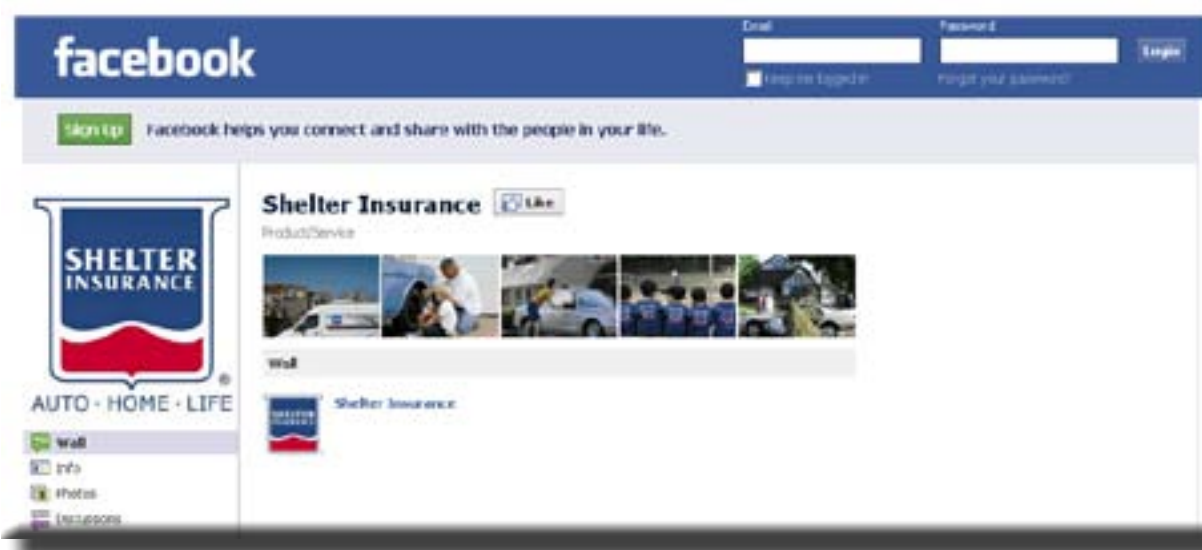 facebook
Email
Password
Login
Keep me logged in
Forgot your password?
Sign Up
Facebook helps you connect and share with the people in your life.
SHELTER
INSURANCE
®
AUTO · HOME · LIFE
Wall
Info
Photos
Discussions
Shelter Insurance
Like
Product/Service
Wall
SHELTER
INSURANCE
Shelter Insurance